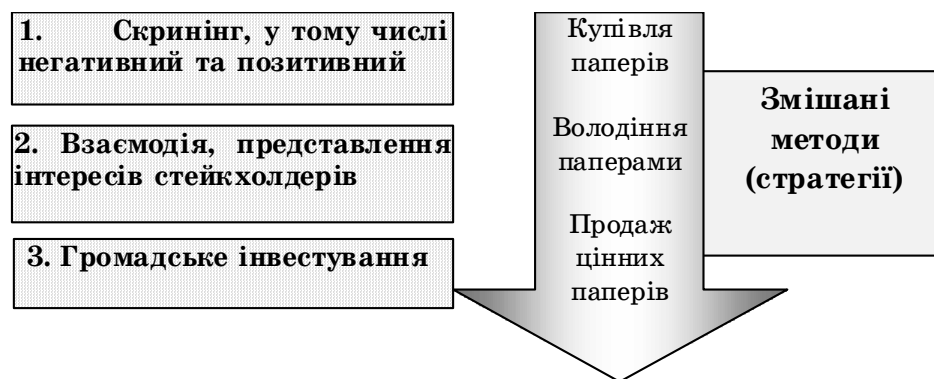 1. Скринінг, у тому числі
негативний та позитивний
2. Взаємодія, представлення
інтересів стейкхолдерів
3. Громадське інвестування
Купівля
паперів
Володіння
паперами
Продаж
цінних
паперів
Змішані
методи
(стратегії)